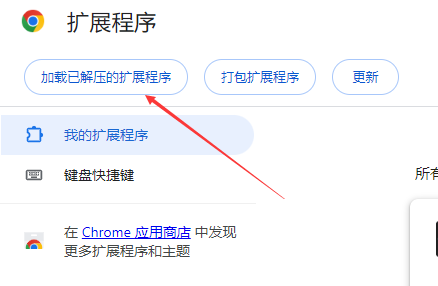 扩展程序
加载已解压的扩展程序 打包扩展程序 更新
我的扩展程序
键盘快捷键
所有
在 Chrome 应用商店 中发现
更多扩展程序和主题